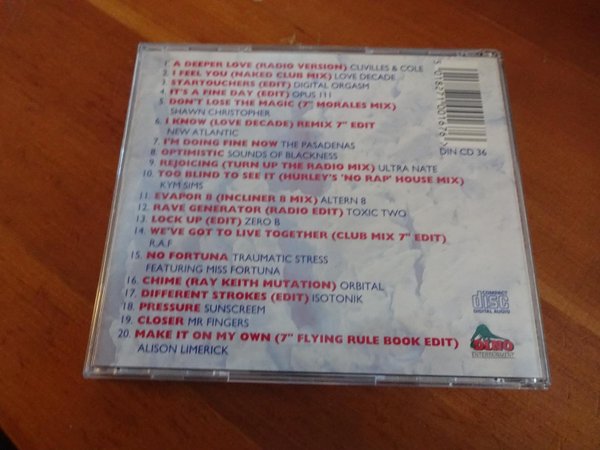 1. A DEEPER LOVE (RADIO VERSION) CLIVILLES & COLE
2. I FEEL YOU (NAKED CLUB MIX) LOVE DECADE
3. STARTOUCHERS (EDIT) DIGITAL ORGASM
4. IT'S A FINE DAY (EDIT) OPUS 111
5. DON'T LOSE THE MAGIC (7" MORALES MIX)
SHAWN CHRISTOPHER
6. I KNOW (LOVE DECADE) REMIX 7" EDIT
NEW ATLANTIC
7. I'M DOING FINE NOW THE PASADENAS
8. OPTIMISTIC SOUNDS OF BLACKNESS
9. REJOICING (TURN UP THE RADIO MIX) ULTRA NATE
10. TOO BLIND TO SEE IT (HURLEY'S 'NO RAP' HOUSE MIX)
KYM SIMS
11. EVAPOR 8 (INCLINER 8 MIX) ALTERN 8
12. RAVE GENERATOR (RADIO EDIT) TOXIC TWO
13. LOCK UP (EDIT) ZERO B
14. WE'VE GOT TO LIVE TOGETHER (CLUB MIX 7" EDIT)
R.A.F
15. NO FORTUNA TRAUMATIC STRESS
FEATURING MISS FORTUNA
16. CHIME (RAY KEITH MUTATION) ORBITAL
17. DIFFERENT STROKES (EDIT) ISOTONIK
18. PRESSURE SUNSCREEM
19. CLOSER MR FINGERS
20. MAKE IT ON MY OWN (7" FLYING RULE BOOK EDIT)
ALISON LIMERICK
DIN CD 36
COMPACT
disc
DIGITAL AUDIO
DINO
ENTERTAINMENT